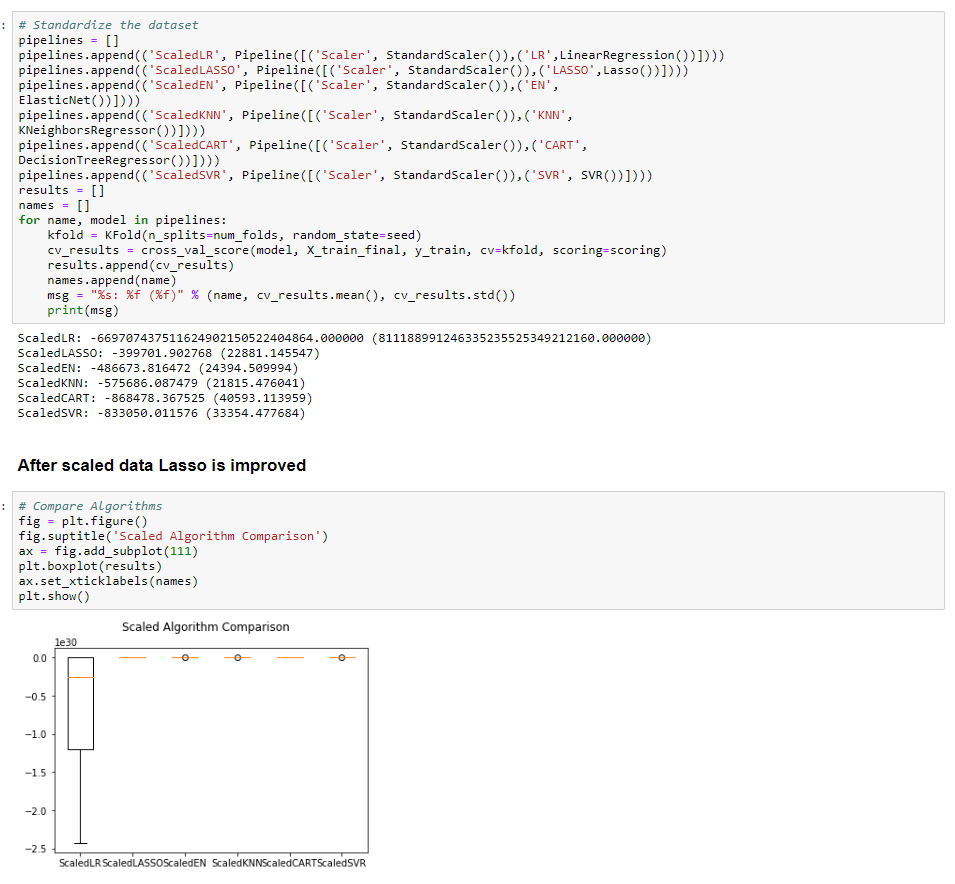 : # Standardize the dataset
pipelines = []
pipelines.append(('ScaledLR', Pipeline([('Scaler', StandardScaler()),('LR',LinearRegression())])))
pipelines.append(('ScaledLASSO', Pipeline([('Scaler', StandardScaler()),('LASSO',Lasso())])))
pipelines.append(('ScaledEN', Pipeline([('Scaler', StandardScaler()),('EN',
ElasticNet())])))
pipelines.append(('ScaledKNN', Pipeline([('Scaler', StandardScaler()),('KNN',
KNeighborsRegressor())])))
pipelines.append(('ScaledCART', Pipeline([('Scaler', StandardScaler()),('CART',
DecisionTreeRegressor())])))
pipelines.append(('ScaledSVR', Pipeline([('Scaler', StandardScaler()),('SVR', SVR())])))
results = []
names = []
for name, model in pipelines:
    kfold = KFold(n_splits=num_folds, random_state=seed)
    cv_results = cross_val_score(model, X_train_final, y_train, cv=kfold, scoring=scoring)
    results.append(cv_results)
    names.append(name)
    msg = "%s: %f (%f)" % (name, cv_results.mean(), cv_results.std())
    print(msg)
ScaledLR: -669707437511624902150522404864.000000 (811188991246335235525349212160.000000)
ScaledLASSO: -399701.902768 (22881.145547)
ScaledEN: -486673.816472 (24394.509994)
ScaledKNN: -575686.087479 (21815.476041)
ScaledCART: -868478.367525 (40593.113959)
ScaledSVR: -833050.011576 (33354.477684)
After scaled data Lasso is improved
: # Compare Algorithms
fig = plt.figure()
fig.suptitle('Scaled Algorithm Comparison')
ax = fig.add_subplot(111)
plt.boxplot(results)
ax.set_xticklabels(names)
plt.show()
Scaled Algorithm Comparison
1e30
0.0
−0.5
−1.0
−1.5
−2.0
−2.5
ScaledLR ScaledLASSO ScaledEN ScaledKNN ScaledCART ScaledSVR